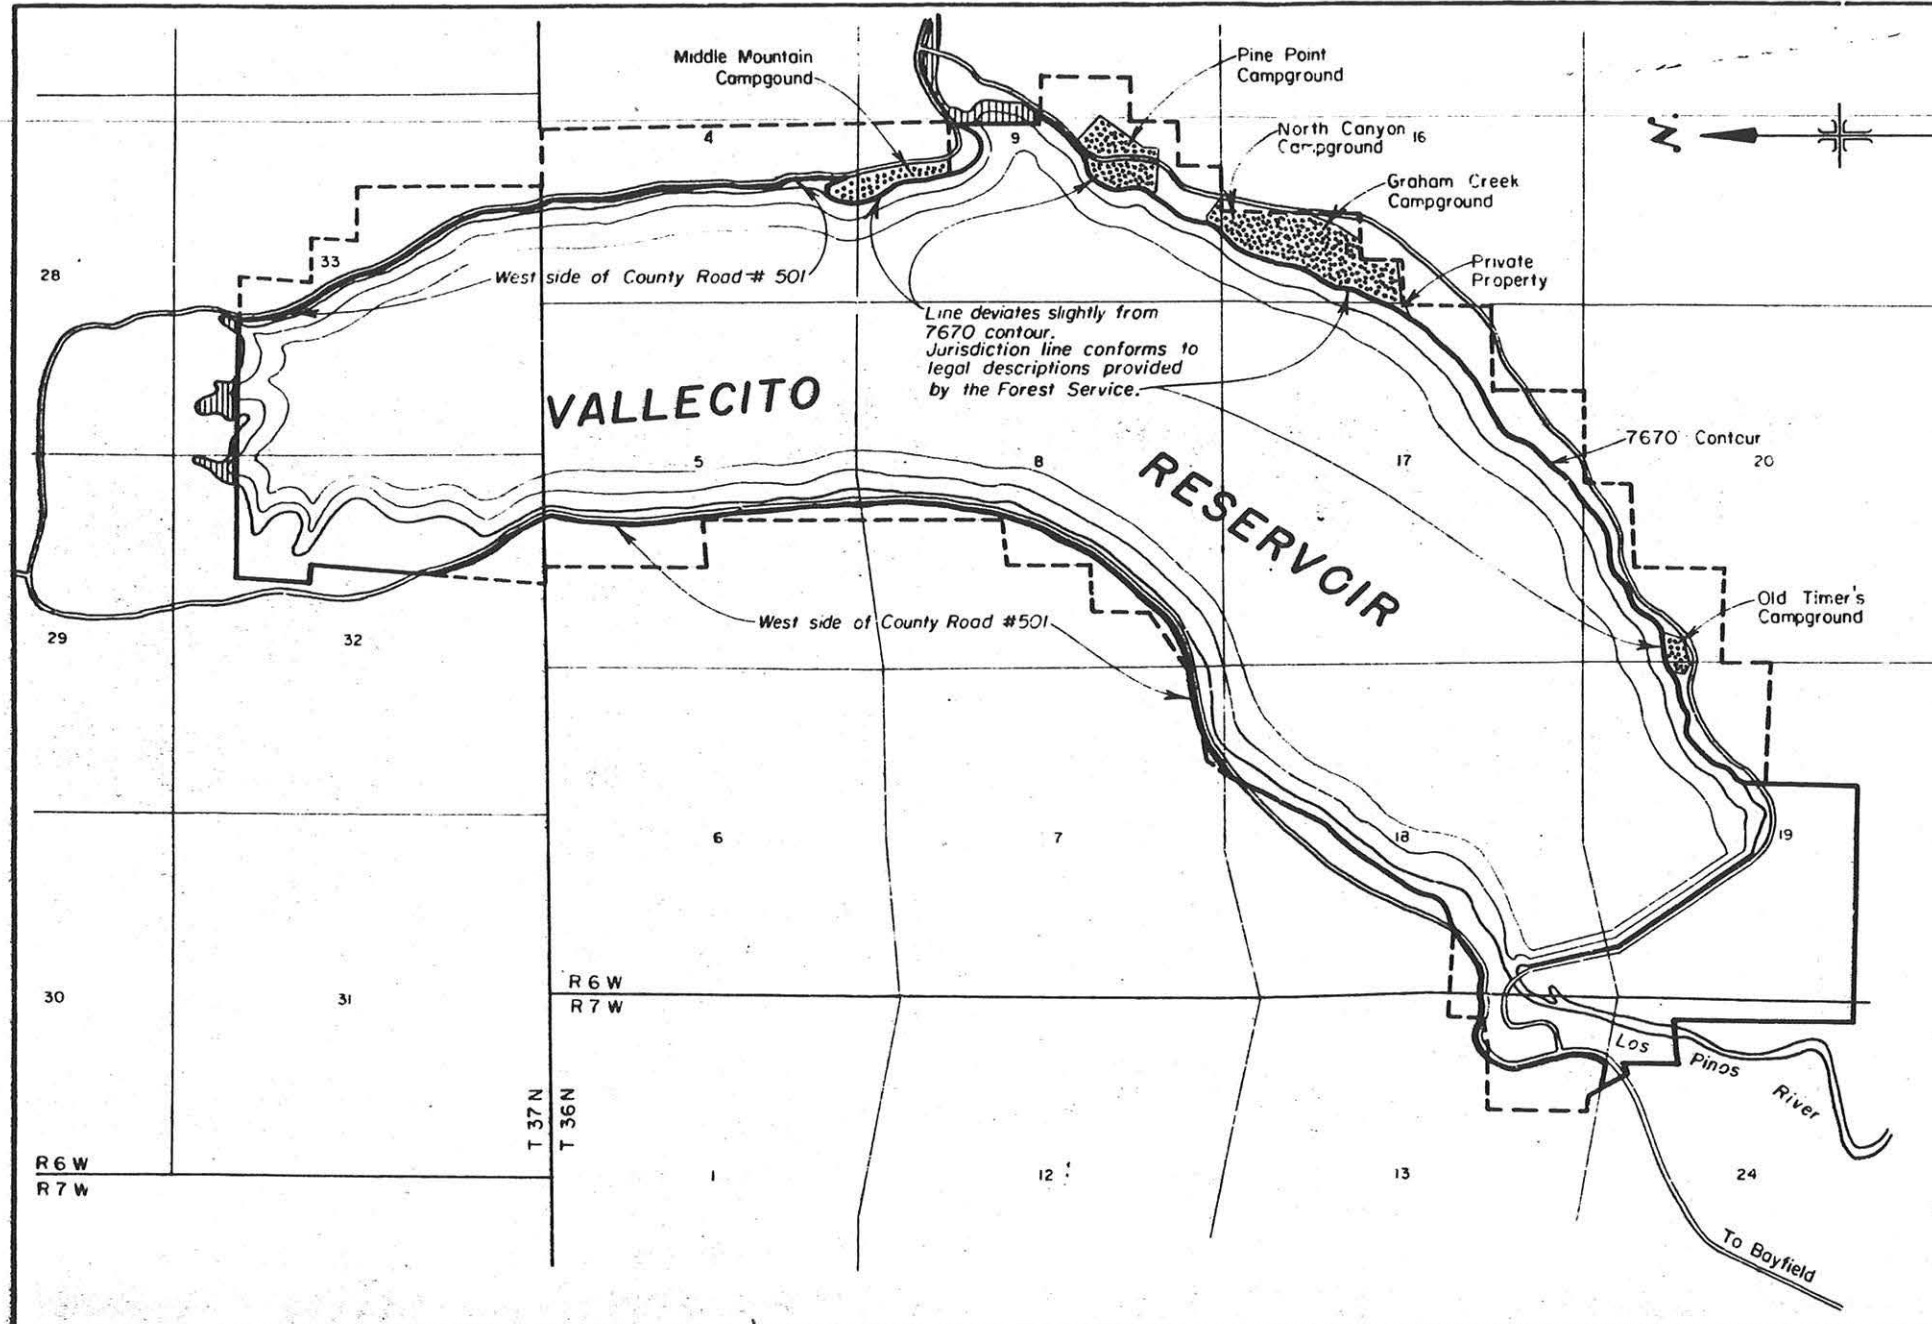 Middle Mountain
Campgound
Pine Point
Campground
North Canyon
Campground
16
Graham Creek
Campground
N.
4
9
28
33
West side of County Road # 501
Private
Property
Line deviates slightly from
7670 contour.
Jurisdiction line conforms to
legal descriptions provided
by the Forest Service.
VALLECITO
RESERVOIR
5
8
17
7670 Contour
20
29
32
West side of County Road #501
Old Timer's
Campground
6
7
18
19
30
31
R 6 W
R 7 W
Los Pinos River
T 37 N
T 36 N
R 6 W
R 7 W
1
12
13
24
To Bayfield